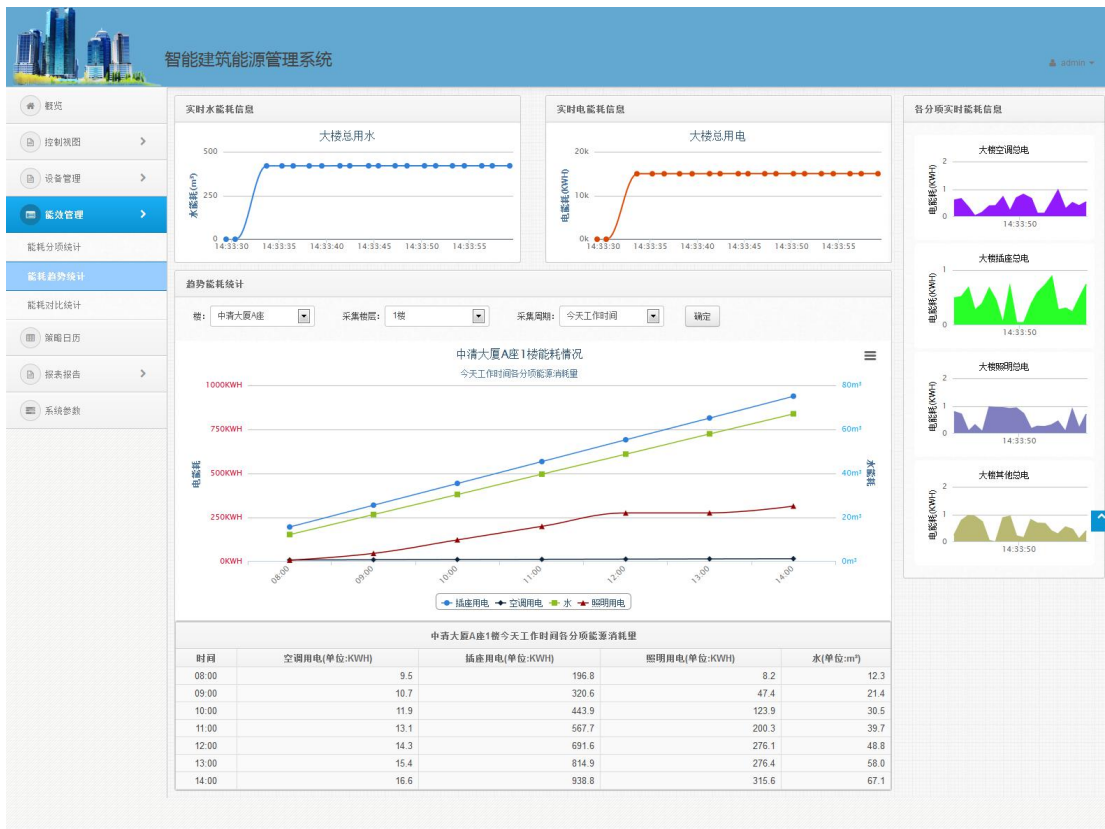 智能建筑能源管理系统
admin
概览
控制视图
设备管理
能效管理
能耗分项统计
能耗趋势统计
能耗对比统计
策略日历
报表报告
系统参数
实时水能耗信息
大楼总用水
水能耗(m³)
500
250
0
14:33:30 14:33:35 14:33:40 14:33:45 14:33:50 14:33:55
实时电能耗信息
大楼总用电
电能耗(KWH)
20k
10k
0k
14:33:30 14:33:35 14:33:40 14:33:45 14:33:50 14:33:55
趋势能耗统计
楼: 中青大厦A座 采集楼层: 1楼 采集周期: 今天工作时间 确定
中清大厦A座1楼能耗情况
今天工作时间各分项能源消耗量
电能耗
1000KWH
750KWH
500KWH
250KWH
0KWH
水能耗
80m³
60m³
40m³
20m³
0m³
08:00 09:00 10:00 11:00 12:00 13:00 14:00
插座用电 空调用电 水 照明用电
中青大厦A座1楼今天工作时间各分项能源消耗量
时间 空调用电(单位:KWH) 插座用电(单位:KWH) 照明用电(单位:KWH) 水(单位:m³)
08:00 9.5 196.8 8.2 12.3
09:00 10.7 320.6 47.4 21.4
10:00 11.9 443.9 123.9 30.5
11:00 13.1 567.7 200.3 39.7
12:00 14.3 691.6 276.1 48.8
13:00 15.4 814.9 276.4 58.0
14:00 16.6 938.8 315.6 67.1
各分项实时能耗信息
大楼空调总电
电能耗(KWH)
2
1
0
14:33:50
大楼插座总电
电能耗(KWH)
1
0
14:33:50
大楼照明总电
电能耗(KWH)
2
1
0
14:33:50
大楼其他总电
电能耗(KWH)
2
1
0
14:33:50